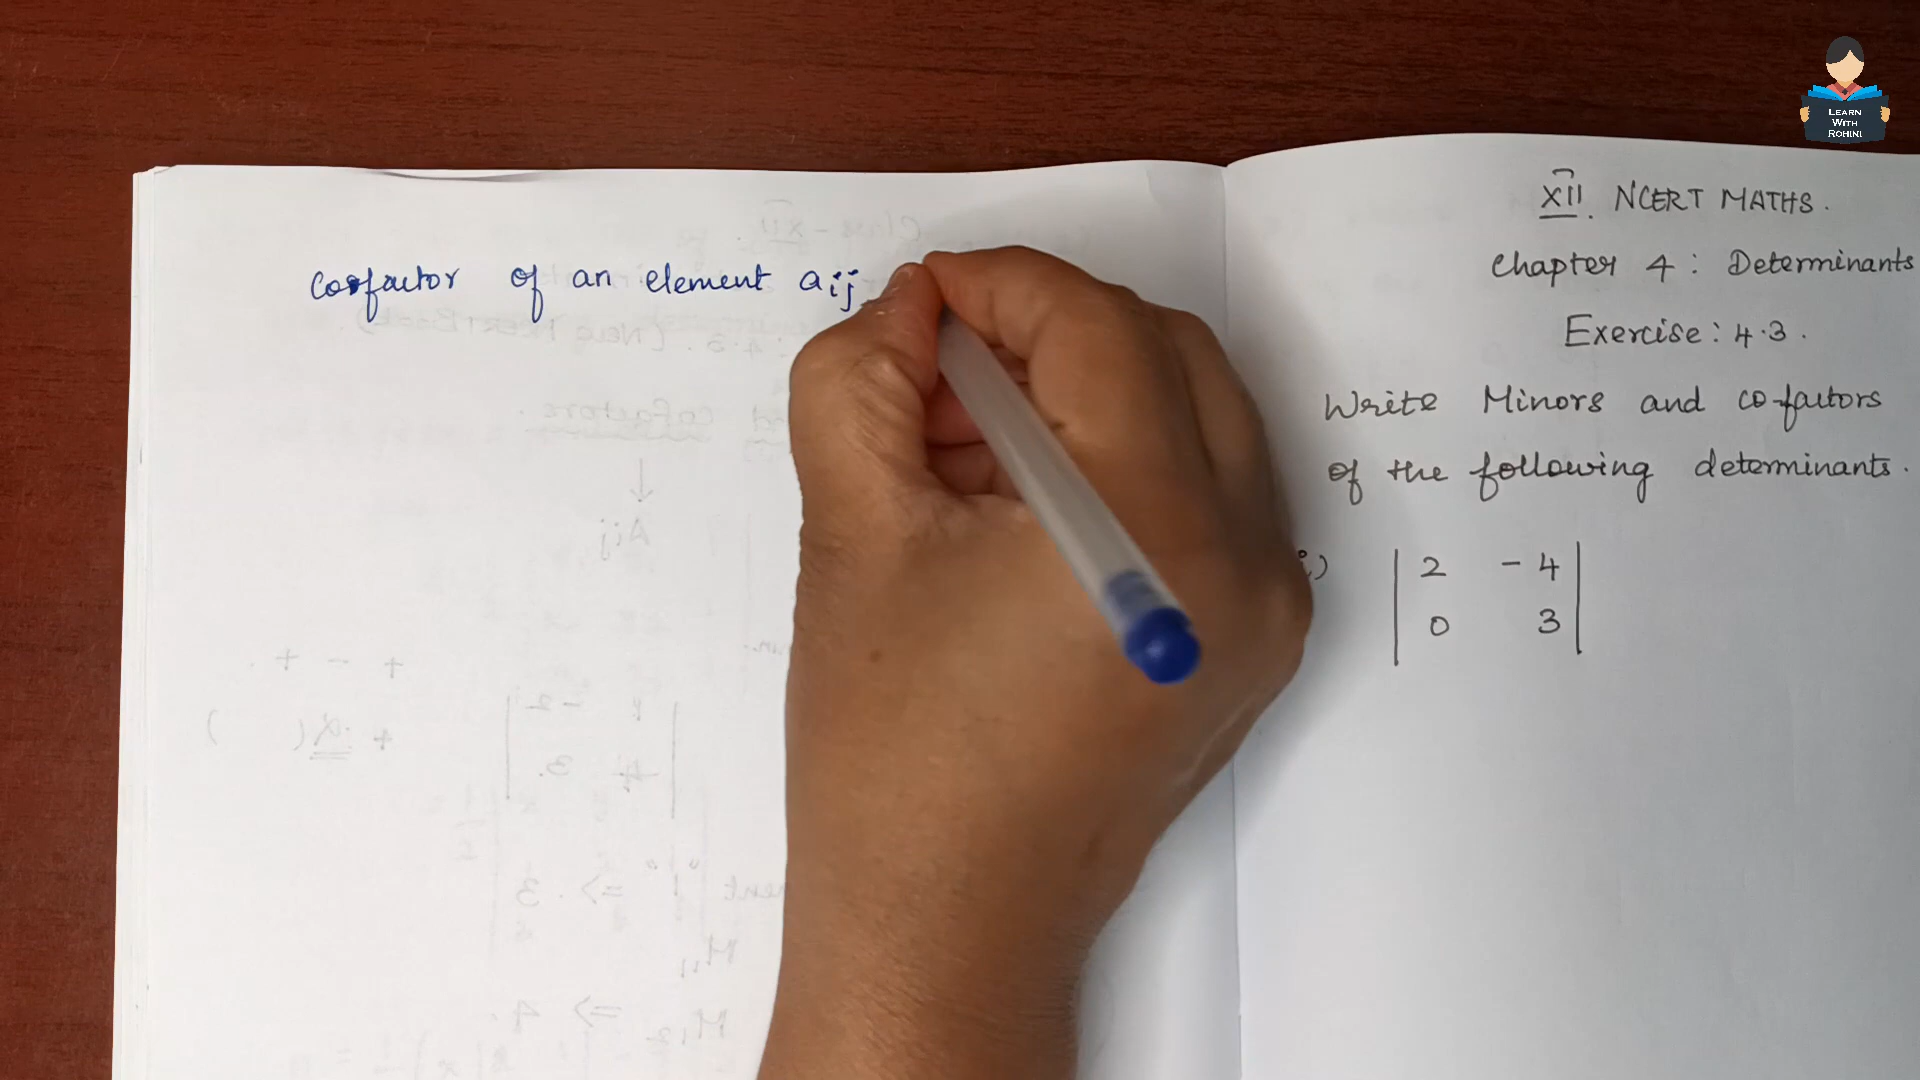 LEARN
WITH
ROHINI
Cofactor of an element aij
XII. NCERT MATHS.
Chapter 4 : Determinants
Exercise : 4.3.
Write Minors and co-factors
of the following determinants.
i) | 2 - 4 |
| 0 3 |